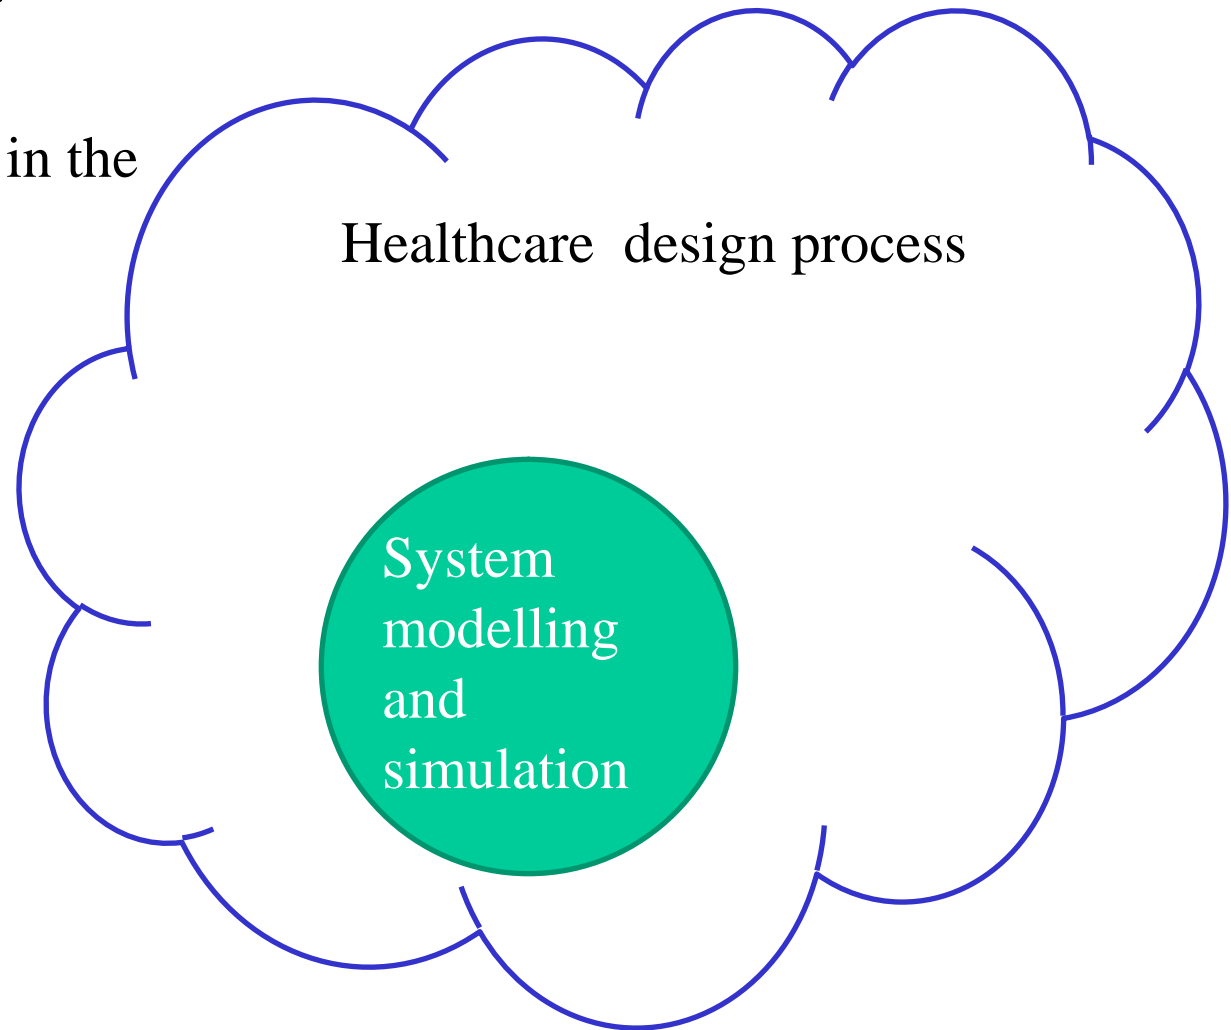 in the
Healthcare  design process
System
modelling
and
simulation